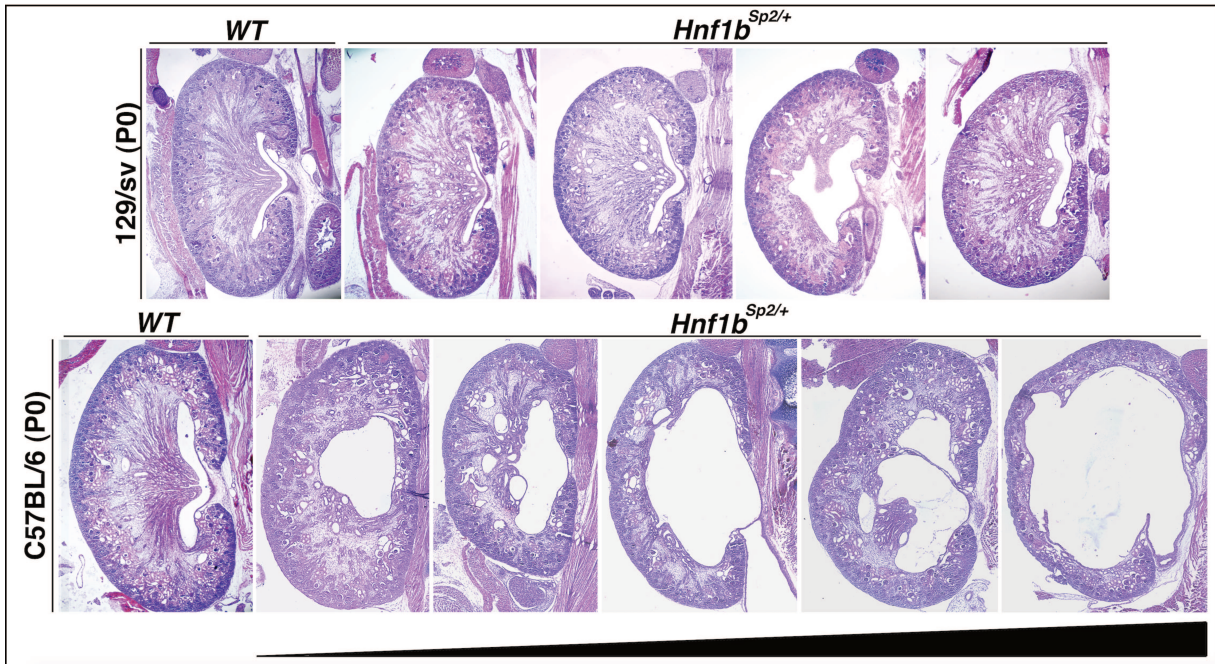 WT
Hnf1b^Sp2/+
129/sv (P0)
WT
Hnf1b^Sp2/+
C57BL/6 (P0)